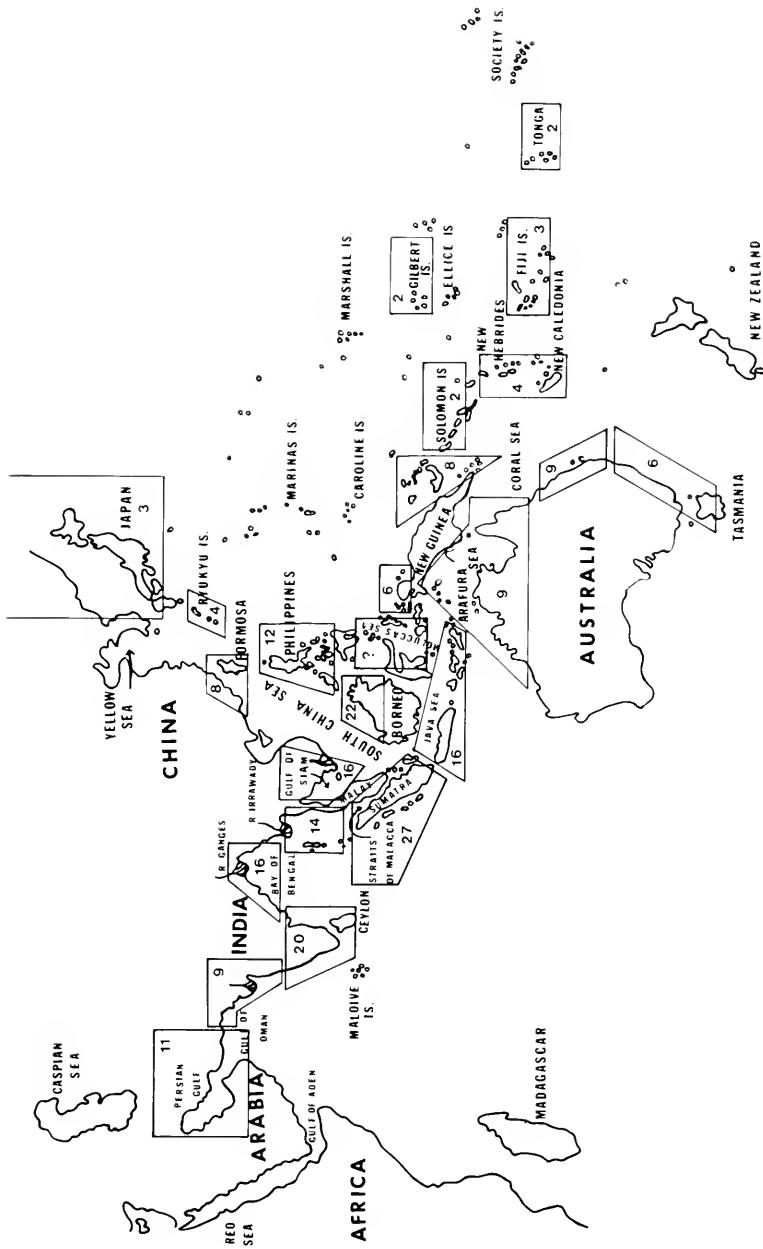 CASPIAN
SEA
RED
SEA
11
PERSIAN
GULF
ARABIA
GULF OF ADEN
AFRICA
MADAGASCAR
9
GULF OF
OMAN
INDIA
20
CEYLON
MALDIVE
IS.
R GANGES
16
BAY OF
BENGAL
R IRRAWADY
14
STRAITS
OF MALACCA
27
SUMATRA
MALAY
GULF OF
SIAM
16
CHINA
YELLOW
SEA
8
FORMOSA
RYUKYU IS.
4
JAPAN
3
SOUTH CHINA SEA
12
PHILIPPINES
22
BORNEO
?
MOLUCCAS SEA
JAVA SEA
16
6
NEW GUINEA
ARAFURA
SEA
9
AUSTRALIA
9
6
TASMANIA
CORAL SEA
8
MARINAS IS.
CAROLINE IS.
MARSHALL IS.
SOLOMON IS
2
2
GILBERT
IS.
ELLICE IS
NEW
HEBRIDES
4
NEW CALEDONIA
FIJI IS.
3
TONGA
2
SOCIETY IS.
NEW ZEALAND